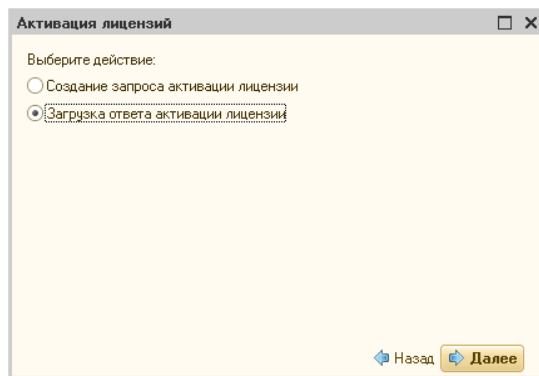 Активация лицензий
Выберите действие:
Создание запроса активации лицензии
Загрузка ответа активации лицензии
Назад Далее